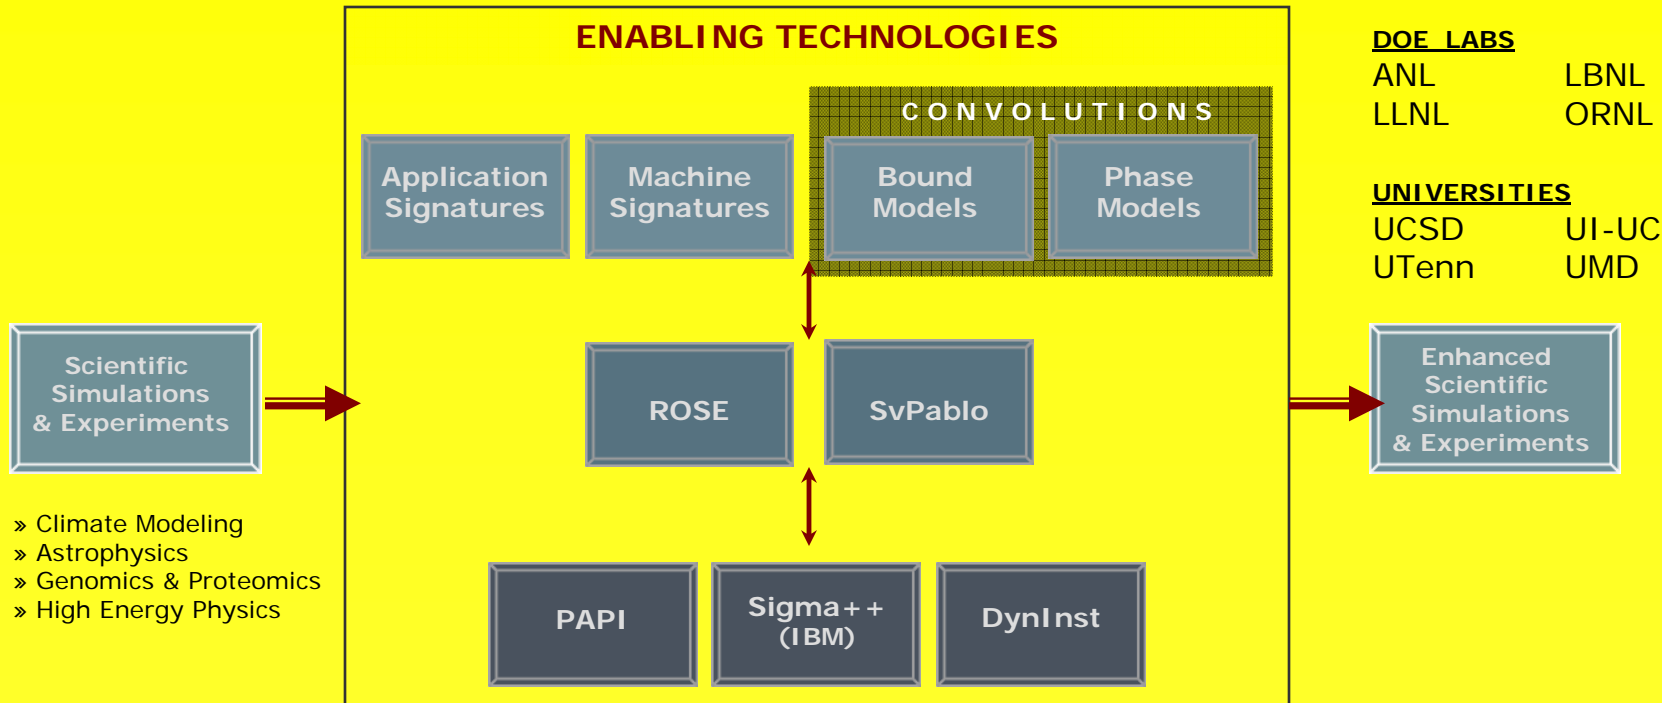 ENABLING TECHNOLOGIES
CONVOLUTIONS
Application
Signatures
Machine
Signatures
Bound
Models
Phase
Models
ROSE
SvPablo
PAPI
Sigma++
(IBM)
DynInst
Scientific
Simulations
& Experiments
» Climate Modeling
» Astrophysics
» Genomics & Proteomics
» High Energy Physics
DOE LABS
ANL LBNL
LLNL ORNL
UNIVERSITIES
UCSD UI-UC
UTenn UMD
Enhanced
Scientific
Simulations
& Experiments